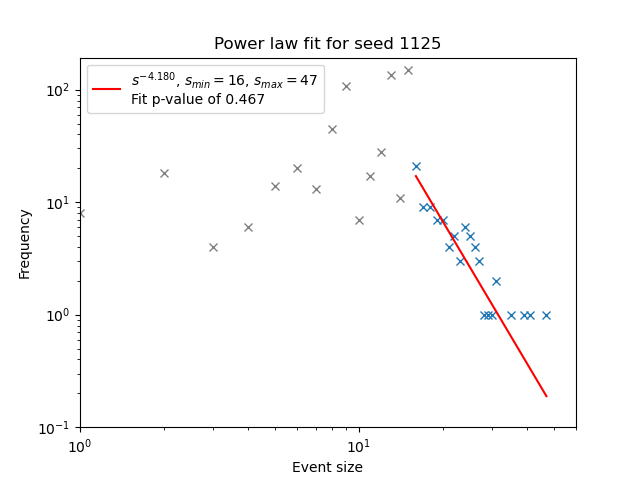 Power law fit for seed 1125
s^{-4.180}, s_{min} = 16, s_{max} = 47
Fit p-value of 0.467
Frequency
10^2
10^1
10^0
10^{-1}
10^0
10^1
Event size